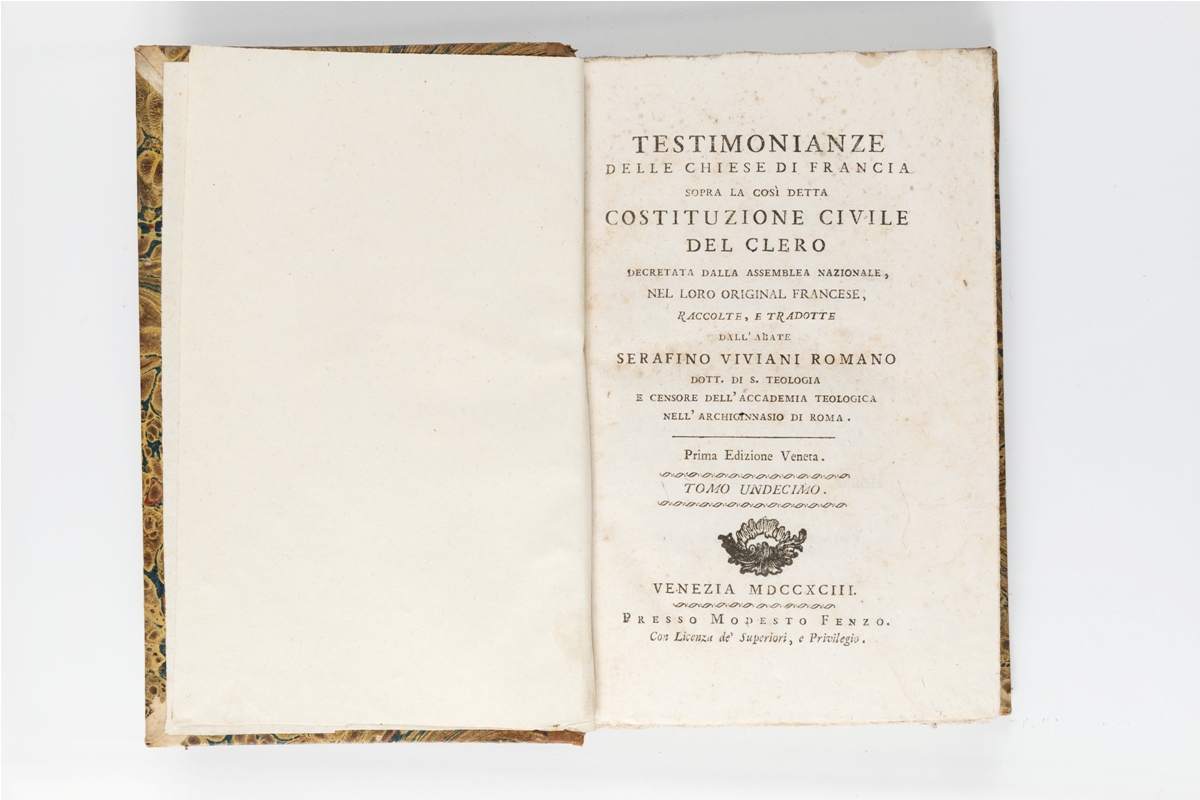 TESTIMONIANZE
DELLE CHIESE DI FRANCIA
SOPRA LA COSÌ DETTA
COSTITUZIONE CIVILE
DEL CLERO
DECRETATA DALLA ASSEMBLEA NAZIONALE,
NEL LORO ORIGINAL FRANCESE,
RACCOLTE, E TRADOTTE
DALL' ABATE
SERAFINO VIVIANI ROMANO
DOTT. DI S. TEOLOGIA
E CENSORE DELL' ACCADEMIA TEOLOGICA
NELL' ARCHIGINNASIO DI ROMA.
Prima Edizione Veneta.
TOMO UNDECIMO.
VENEZIA MDCCXCIII.
PRESSO MODESTO FENZO.
Con Licenza de' Superiori, e Privilegio.